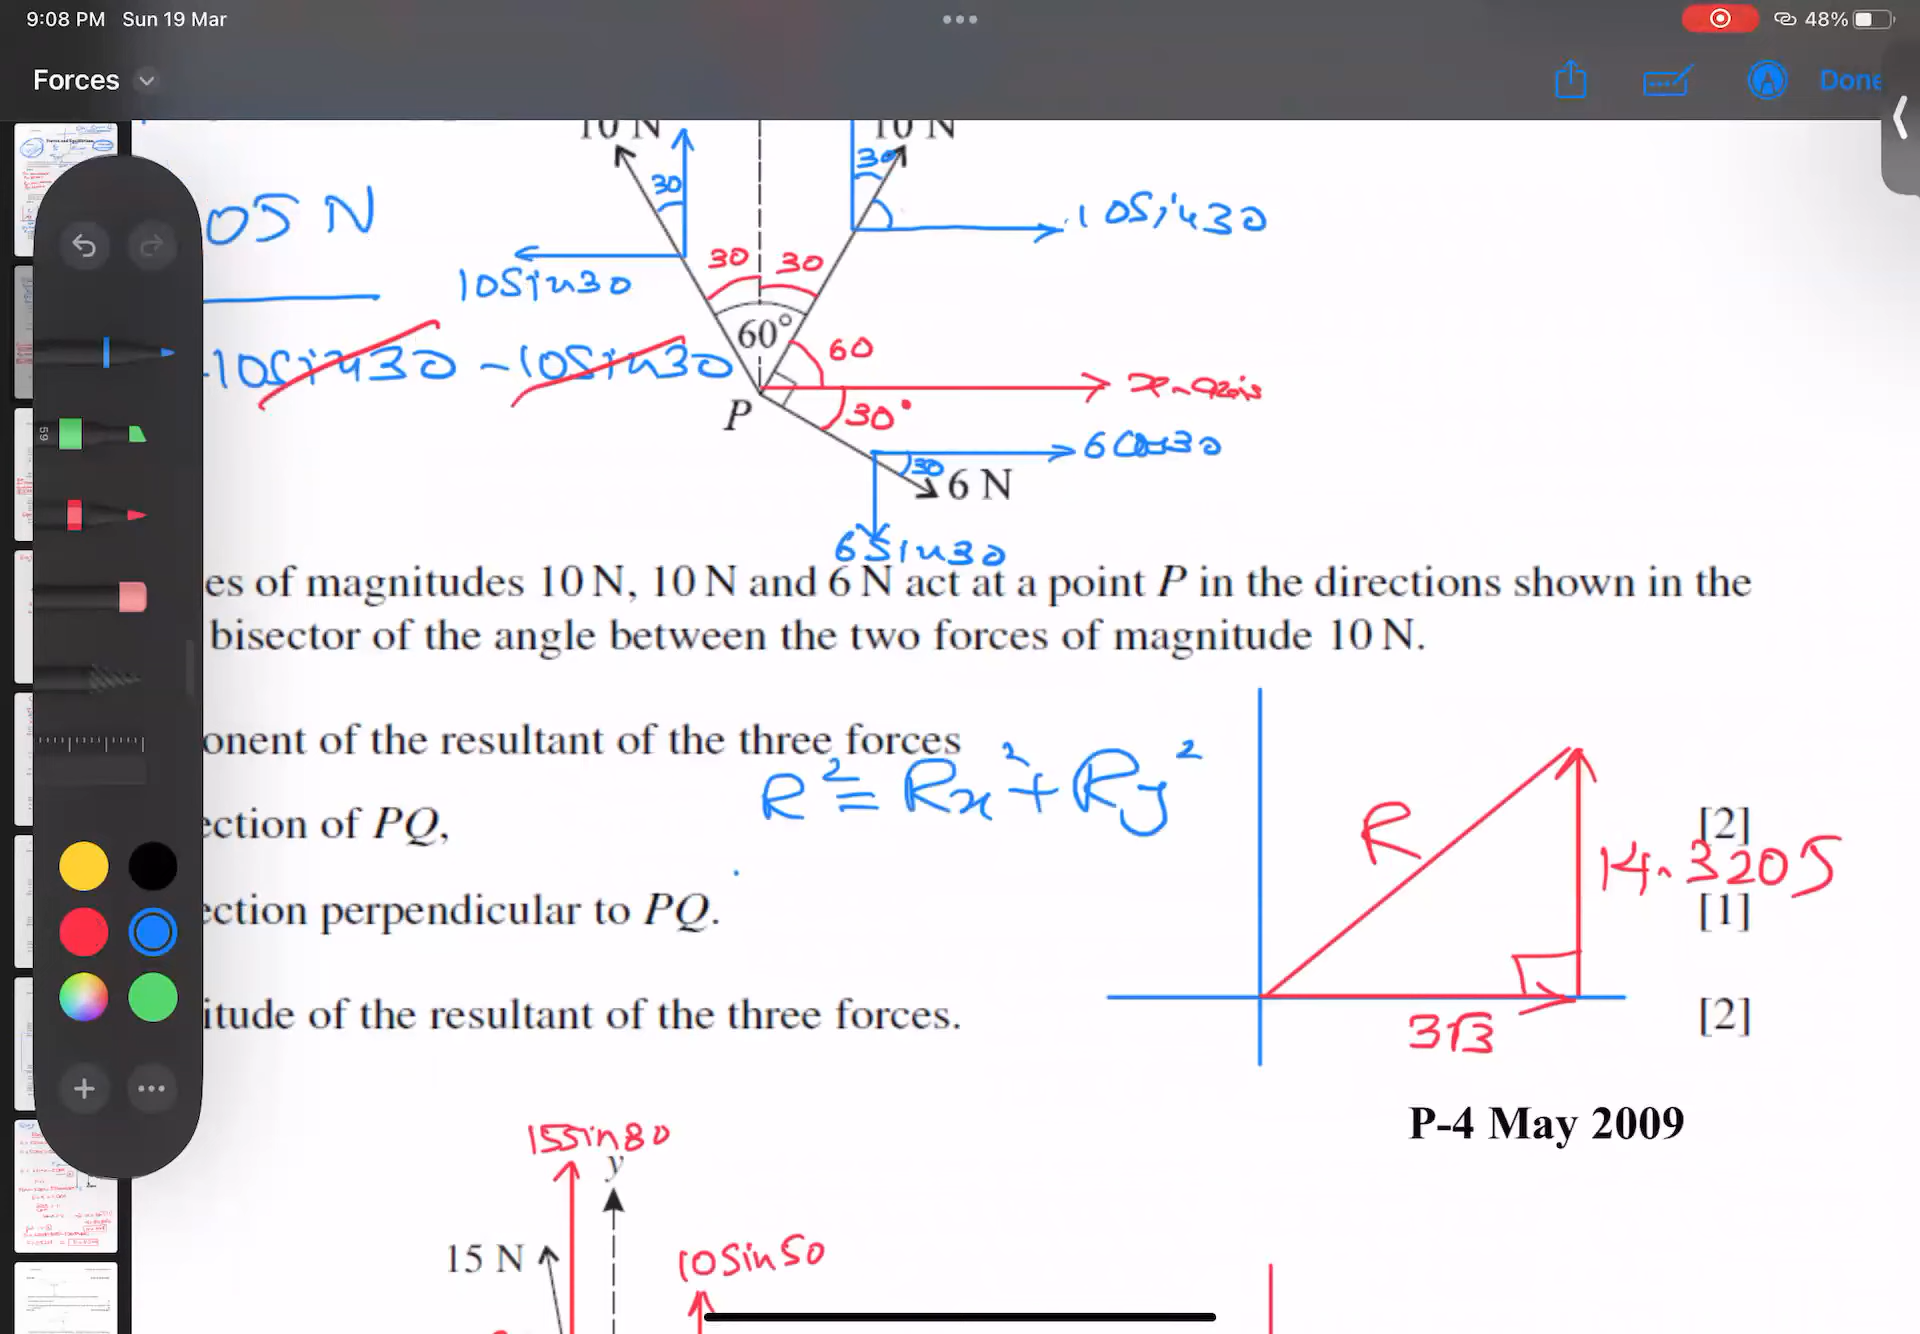 9:08 PM Sun 19 Mar
48%
Forces
Done
10 N
10 N
30
30
05 N
10Sin30
10Sin30
30 30
60°
60
-10Sin30 -10Sin30
x-axis
P
30°
6Cos30
30
6 N
6Sin30
es of magnitudes 10 N, 10 N and 6 N act at a point P in the directions shown in the
bisector of the angle between the two forces of magnitude 10 N.
onent of the resultant of the three forces
R² = Rx² + Ry²
ection of PQ,
[2]
R
14.3205
ection perpendicular to PQ.
[1]
itude of the resultant of the three forces.
[2]
3√3
P-4 May 2009
15Sin80
y
15 N
10Sin50
59